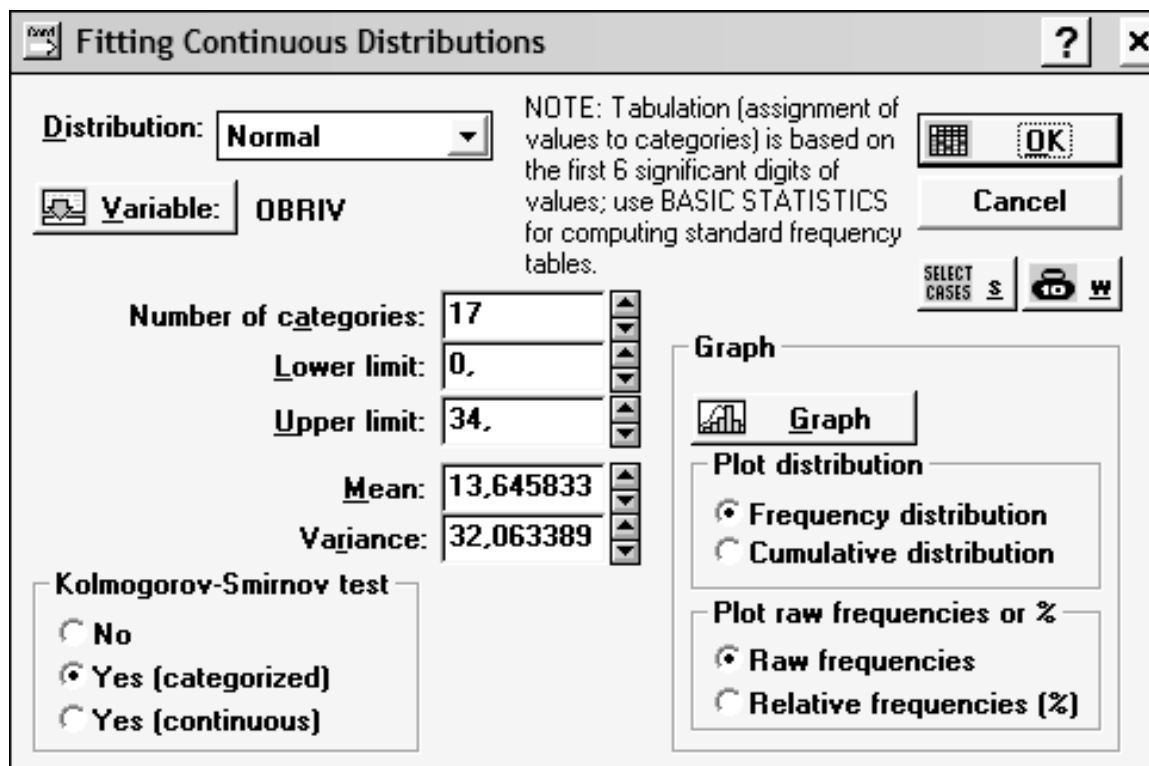 Fitting Continuous Distributions
?
Distribution: Normal
NOTE: Tabulation (assignment of
values to categories) is based on
the first 6 significant digits of
values; use BASIC STATISTICS
for computing standard frequency
tables.
OK
Cancel
Variable: OBRIV
SELECT
CASES S
10 W
Number of categories: 17
Lower limit: 0,
Upper limit: 34,
Mean: 13,645833
Variance: 32,063389
Kolmogorov-Smirnov test
No
Yes (categorized)
Yes (continuous)
Graph
Graph
Plot distribution
Frequency distribution
Cumulative distribution
Plot raw frequencies or %
Raw frequencies
Relative frequencies (%)